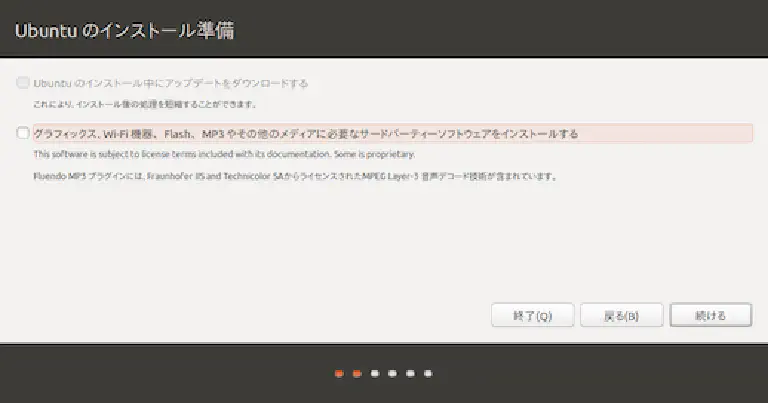 Ubuntu のインストール準備
Ubuntu のインストール中にアップデートをダウンロードする
これにより、インストール後の処理を短縮することができます。
グラフィックス、Wi-Fi 機器、Flash、MP3 やその他のメディアに必要なサードパーティーソフトウェアをインストールする
This software is subject to license terms included with its documentation. Some is proprietary.
Fluendo MP3 プラグインには、Fraunhofer IIS and Technicolor SAからライセンスされたMPEG Layer-3 音声デコード技術が含まれています。
終了(Q)
戻る(B)
続ける